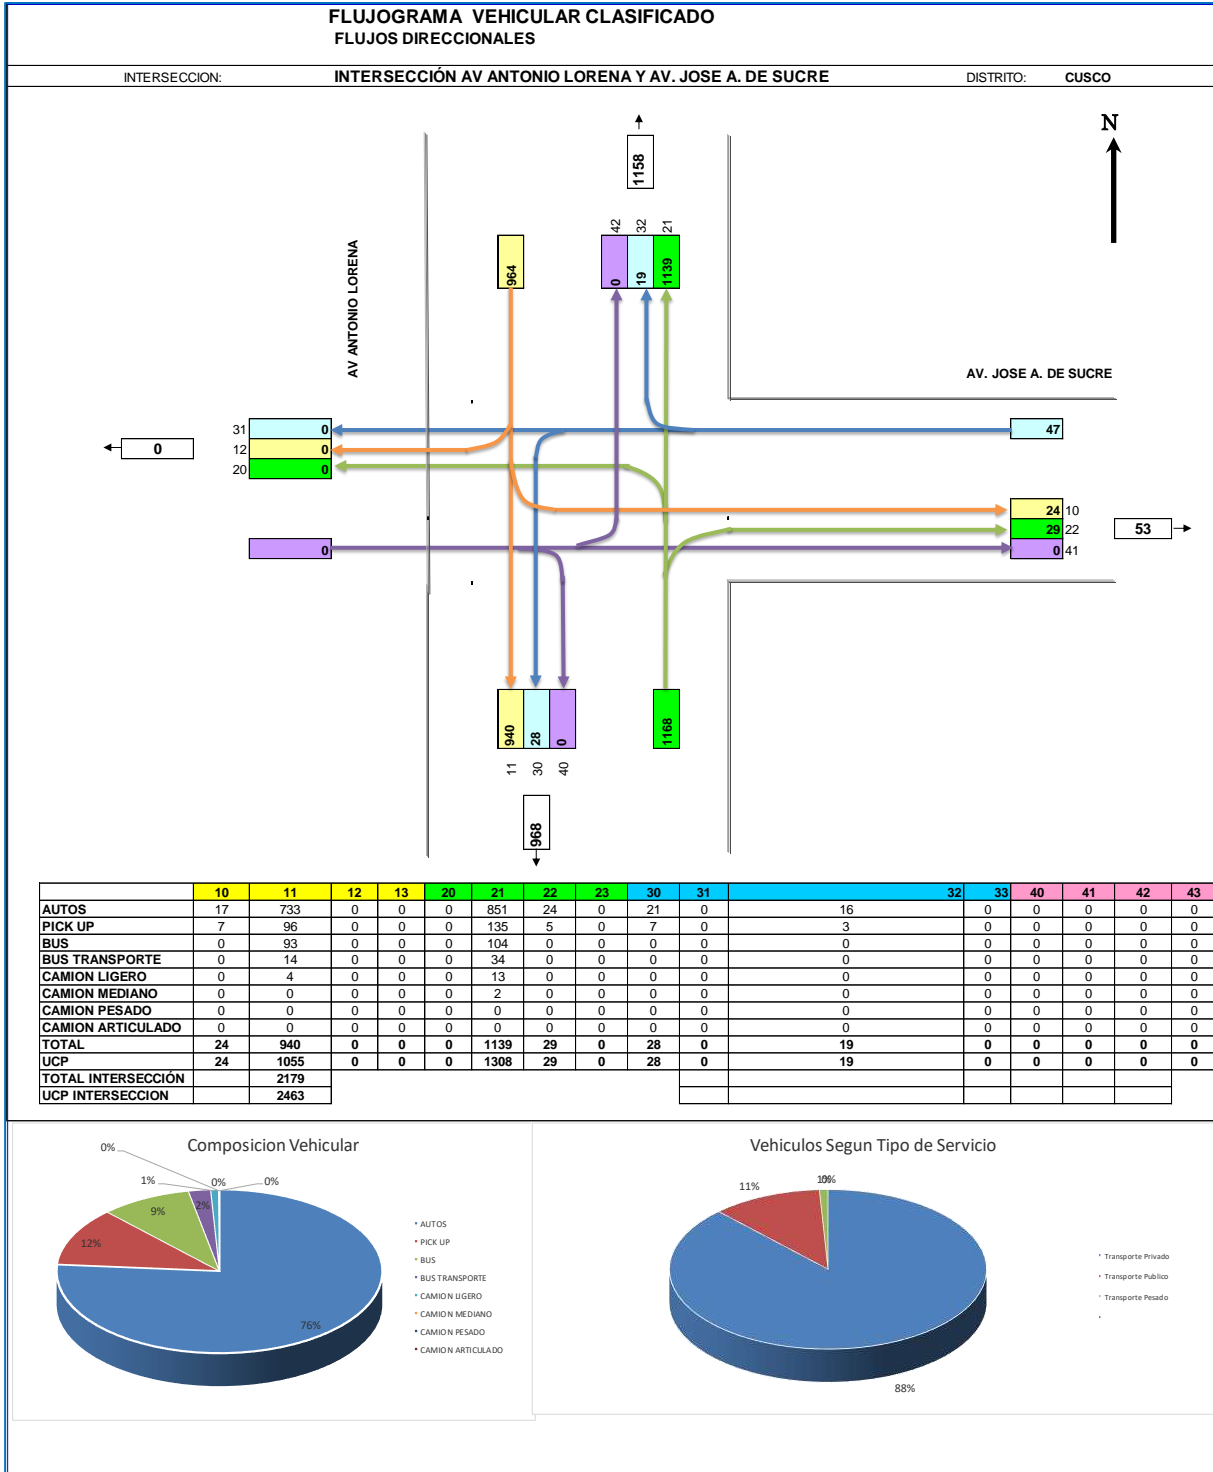 FLUJOGRAMA VEHICULAR CLASIFICADO
FLUJOS DIRECCIONALES
INTERSECCION: INTERSECCIÓN AV ANTONIO LORENA Y AV. JOSE A. DE SUCRE DISTRITO: CUSCO
N
1158
42 32 21
964 0 19 1139
AV ANTONIO LORENA
AV. JOSE A. DE SUCRE
31 0 47
0 12 0
20 0
24 10
29 22 53
0 0 41
940 28 0 1168
11 30 40
968
10 11 12 13 20 21 22 23 30 31 32 33 40 41 42 43
AUTOS 17 733 0 0 0 851 24 0 21 0 16 0 0 0 0 0
PICK UP 7 96 0 0 0 135 5 0 7 0 3 0 0 0 0 0
BUS 0 93 0 0 0 104 0 0 0 0 0 0 0 0 0 0
BUS TRANSPORTE 0 14 0 0 0 34 0 0 0 0 0 0 0 0 0 0
CAMION LIGERO 0 4 0 0 0 13 0 0 0 0 0 0 0 0 0 0
CAMION MEDIANO 0 0 0 0 0 2 0 0 0 0 0 0 0 0 0 0
CAMION PESADO 0 0 0 0 0 0 0 0 0 0 0 0 0 0 0 0
CAMION ARTICULADO 0 0 0 0 0 0 0 0 0 0 0 0 0 0 0 0
TOTAL 24 940 0 0 0 1139 29 0 28 0 19 0 0 0 0 0
UCP 24 1055 0 0 0 1308 29 0 28 0 19 0 0 0 0 0
TOTAL INTERSECCIÓN 2179
UCP INTERSECCION 2463
Composicion Vehicular
0%
1% 0% 0%
2%
9%
12%
76%
AUTOS
PICK UP
BUS
BUS TRANSPORTE
CAMION LIGERO
CAMION MEDIANO
CAMION PESADO
CAMION ARTICULADO
Vehiculos Segun Tipo de Servicio
11% 1% 0%
88%
Transporte Privado
Transporte Publico
Transporte Pesado